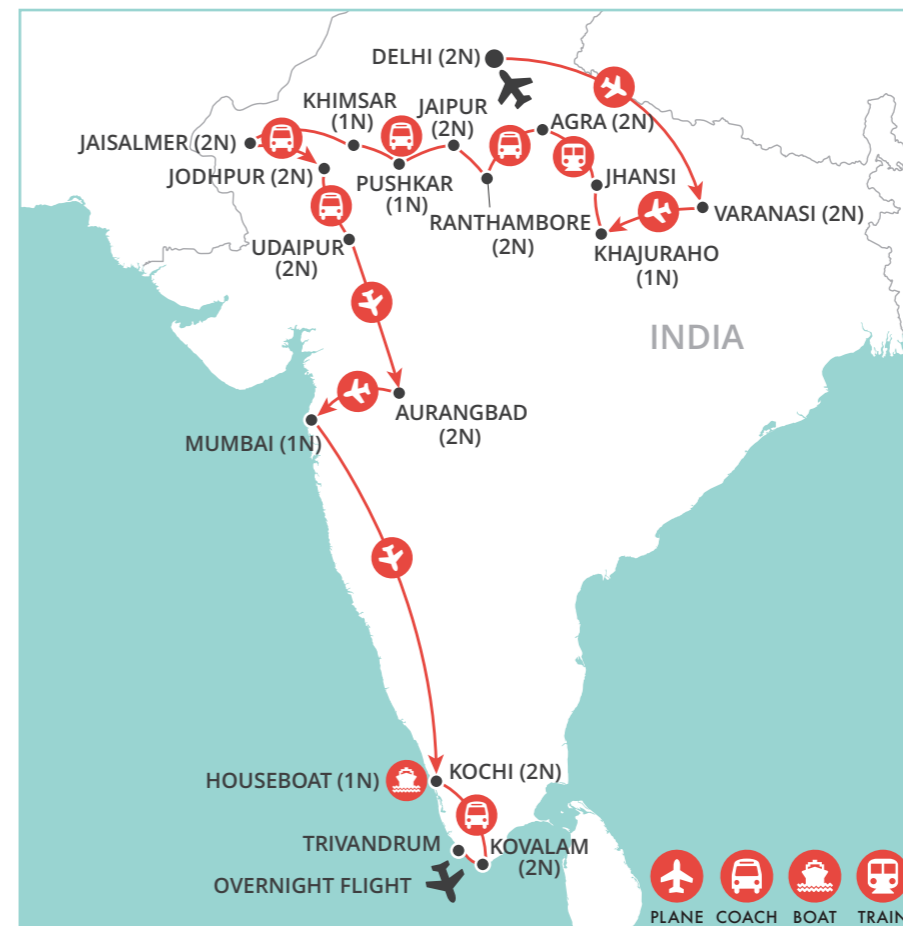 DELHI (2N)
KHIMSAR
(1N)
JAIPUR
(2N)
AGRA (2N)
JAISALMER (2N)
JODHPUR (2N)
PUSHKAR
(1N)
JHANSI
RANTHAMBORE
(2N)
VARANASI (2N)
UDAIPUR
(2N)
KHAJURAHO
(1N)
INDIA
AURANGBAD
(2N)
MUMBAI (1N)
HOUSEBOAT (1N)
KOCHI (2N)
TRIVANDRUM
KOVALAM
(2N)
OVERNIGHT FLIGHT
PLANE COACH BOAT TRAIN